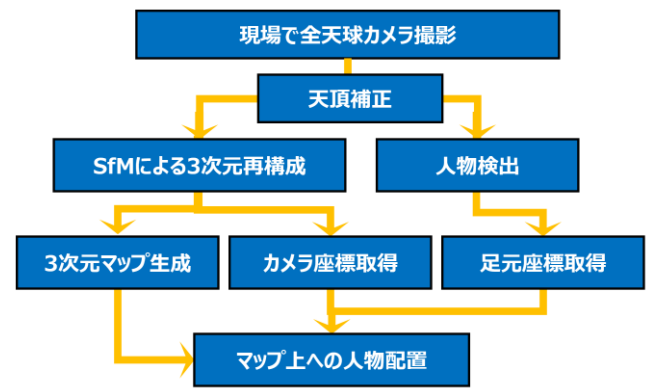 現場で全天球カメラ撮影
天頂補正
SfMによる3次元再構成
人物検出
3次元マップ生成
カメラ座標取得
足元座標取得
マップ上への人物配置